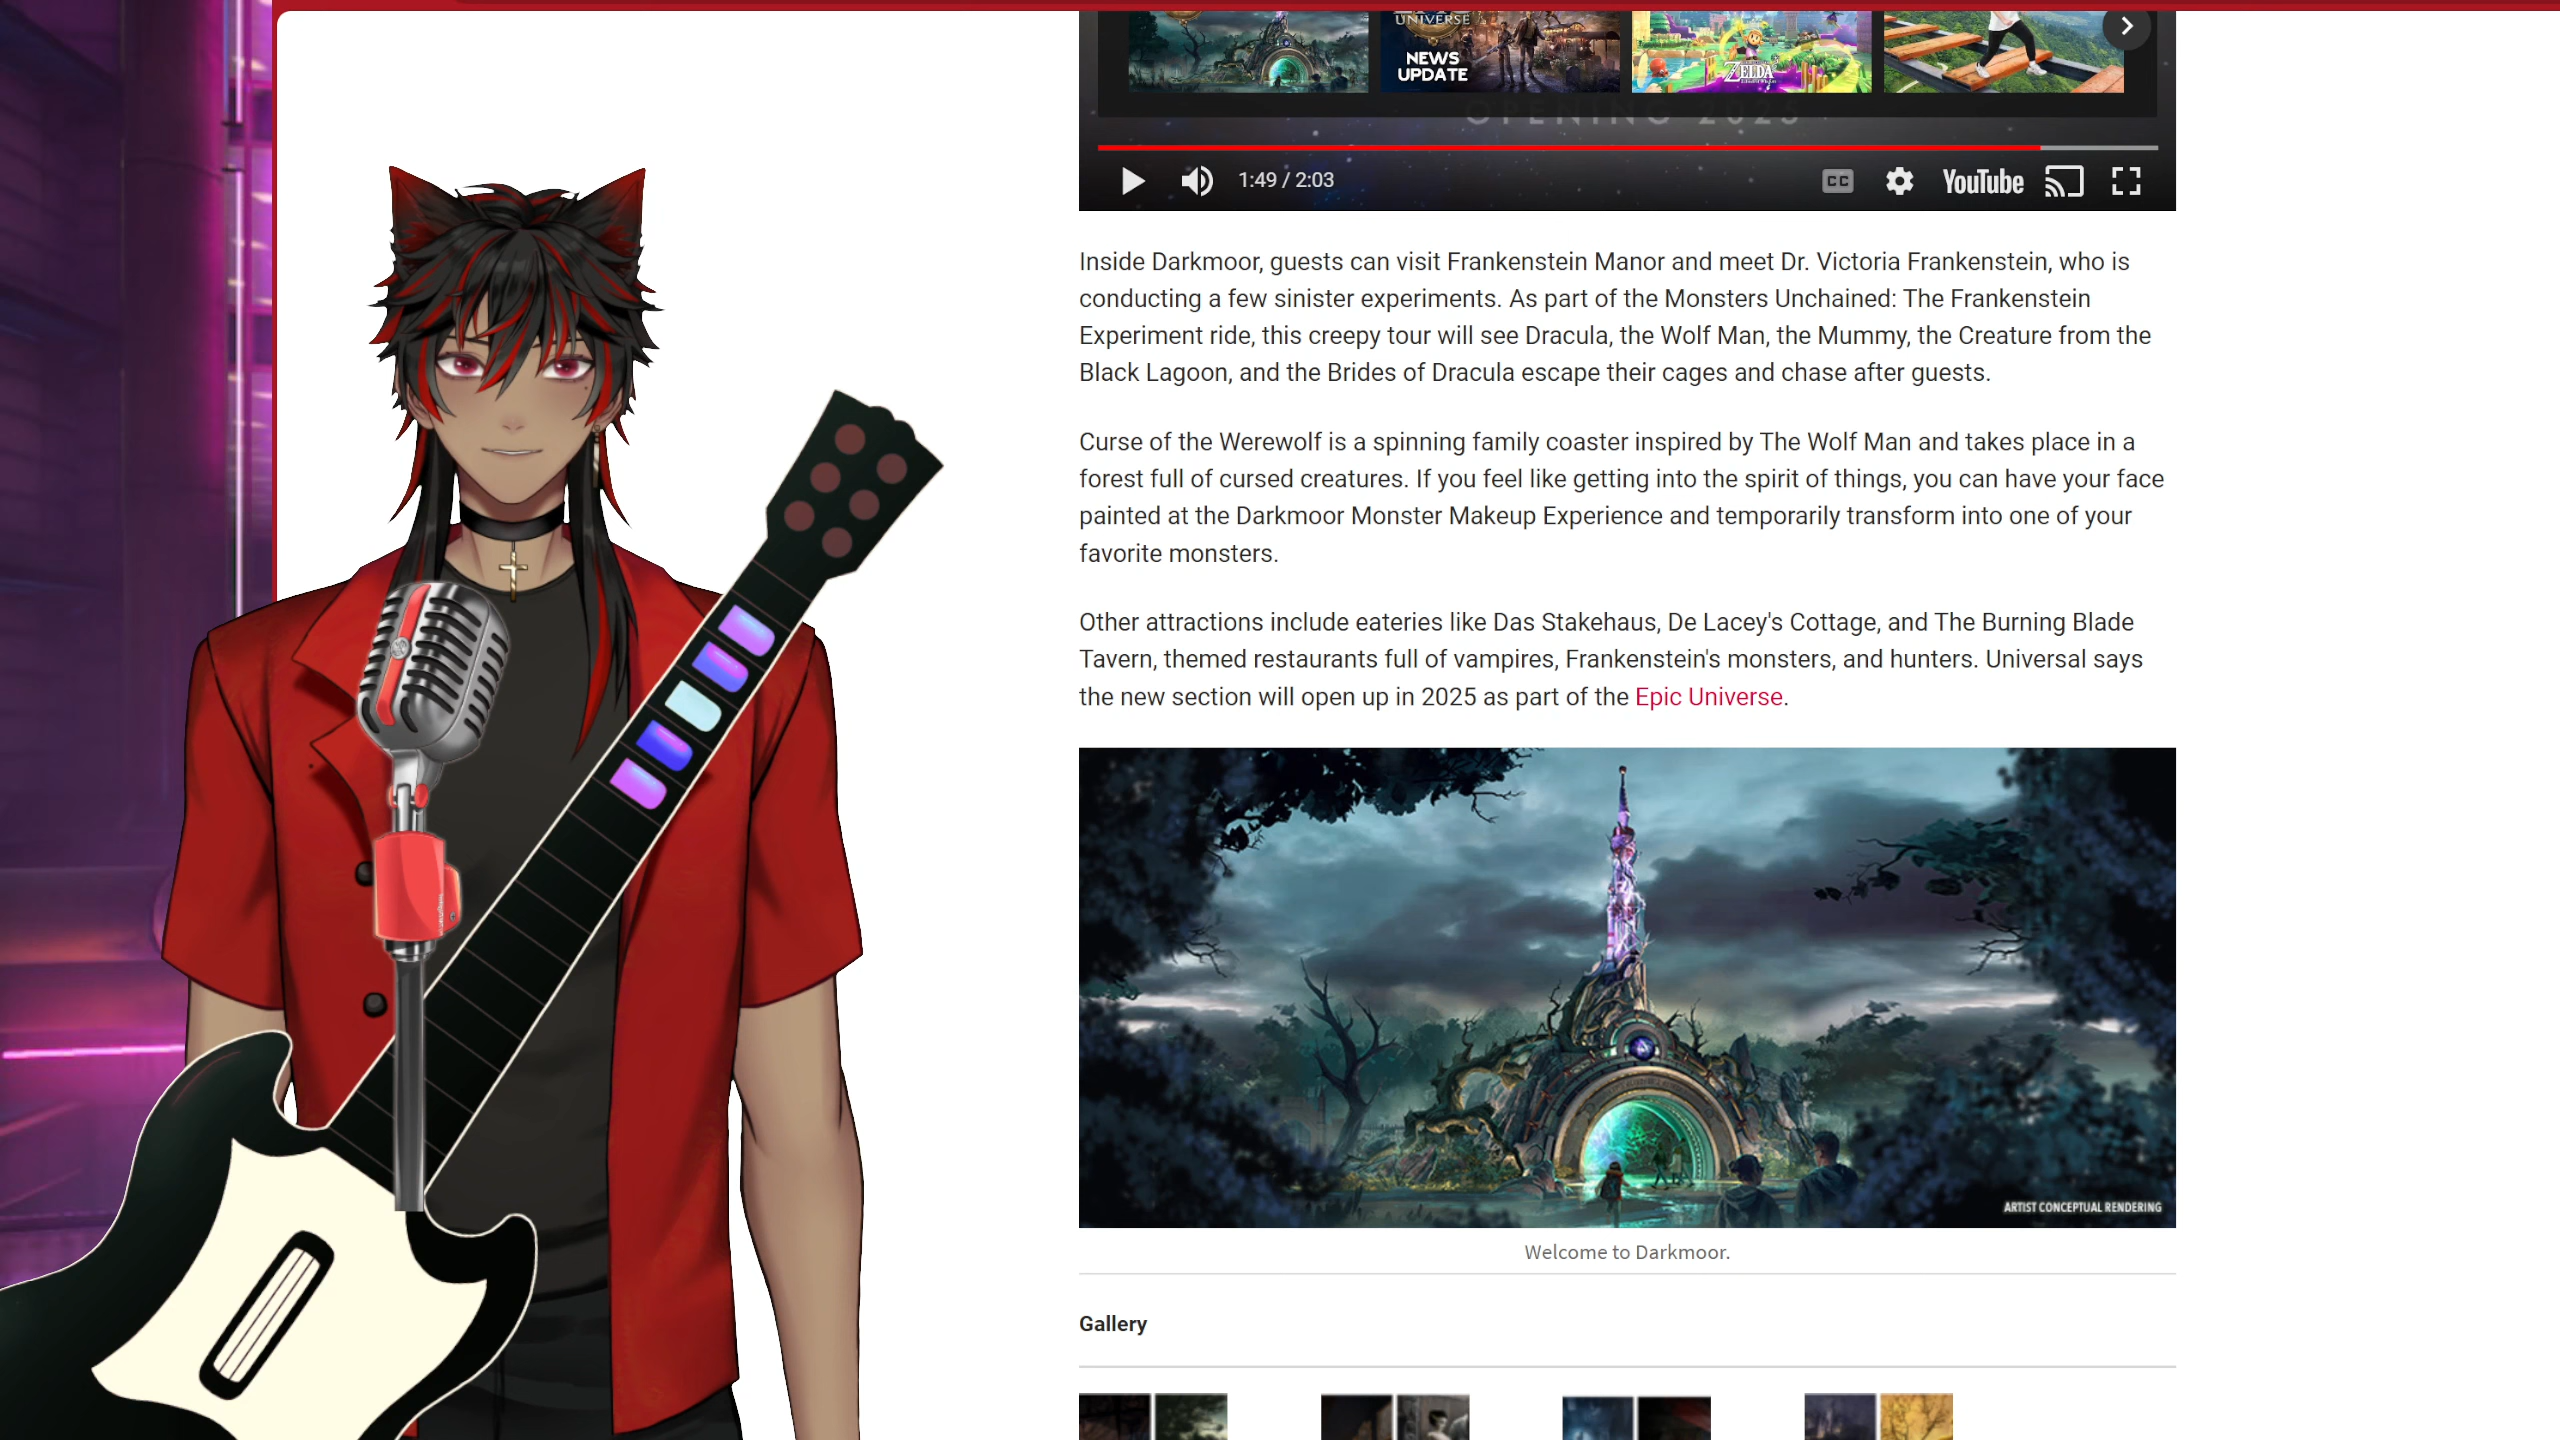 UNIVERSE
NEWS
UPDATE
ZELDA
OPENING 2025
1:49 / 2:03
CC
YouTube
Inside Darkmoor, guests can visit Frankenstein Manor and meet Dr. Victoria Frankenstein, who is
conducting a few sinister experiments. As part of the Monsters Unchained: The Frankenstein
Experiment ride, this creepy tour will see Dracula, the Wolf Man, the Mummy, the Creature from the
Black Lagoon, and the Brides of Dracula escape their cages and chase after guests.
Curse of the Werewolf is a spinning family coaster inspired by The Wolf Man and takes place in a
forest full of cursed creatures. If you feel like getting into the spirit of things, you can have your face
painted at the Darkmoor Monster Makeup Experience and temporarily transform into one of your
favorite monsters.
Other attractions include eateries like Das Stakehaus, De Lacey's Cottage, and The Burning Blade
Tavern, themed restaurants full of vampires, Frankenstein's monsters, and hunters. Universal says
the new section will open up in 2025 as part of the Epic Universe.
ARTIST CONCEPTUAL RENDERING
Welcome to Darkmoor.
Gallery